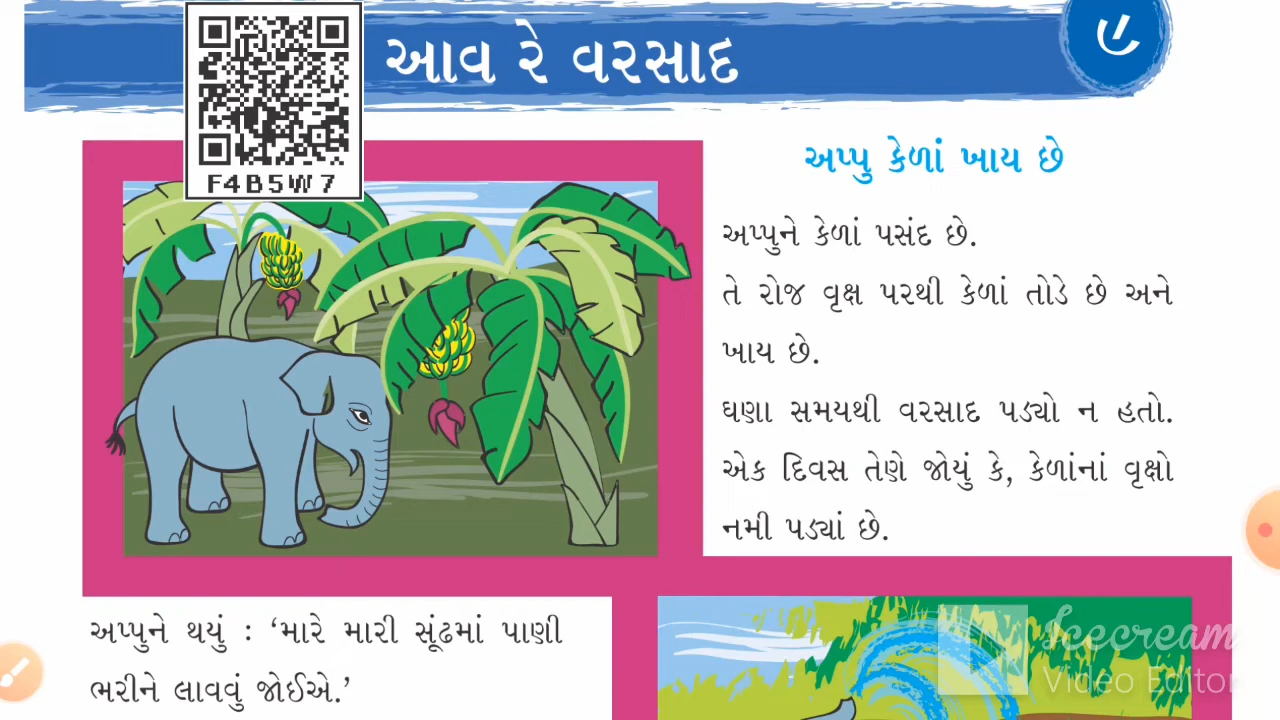 આવ રે વરસાદ
૯
F4B5W7
અપ્પુ કેળાં ખાય છે
અપ્પુને કેળાં પસંદ છે.
તે રોજ વૃક્ષ પરથી કેળાં તોડે છે અને
ખાય છે.
ઘણા સમયથી વરસાદ પડ્યો ન હતો.
એક દિવસ તેણે જોયું કે, કેળાંનાં વૃક્ષો
નમી પડ્યાં છે.
અપ્પુને થયું : ‘મારે મારી સૂંઢમાં પાણી
ભરીને લાવવું જોઈએ.’
Icecream
Video Editor